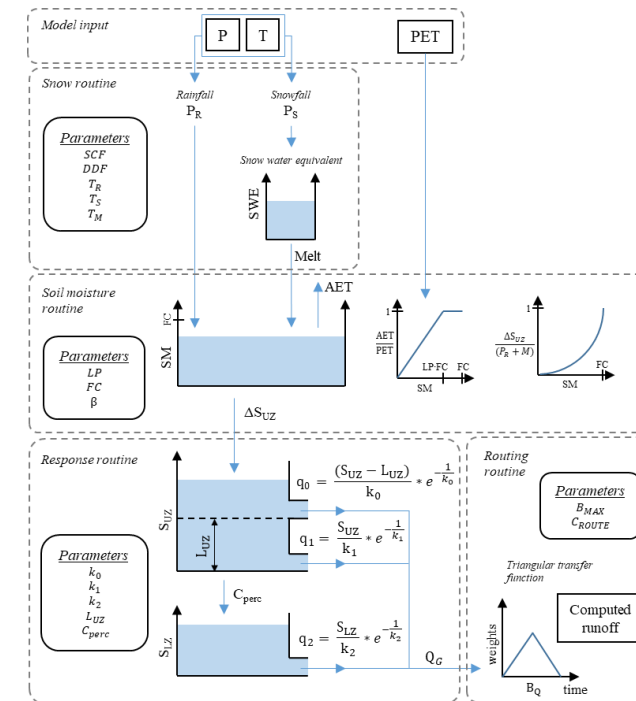 Model input
P
T
PET
Snow routine
Rainfall
P_R
Snowfall
P_S
Parameters
SCF
DDF
T_R
T_S
T_M
Snow water equivalent
SWE
Melt
Soil moisture
routine
AET
Parameters
LP
FC
β
FC
SM
1
AET
PET
LP·FC FC
SM
1
ΔS_UZ
(P_R + M)
FC
SM
ΔS_UZ
Response routine
Parameters
k_0
k_1
k_2
L_UZ
C_perc
S_UZ
L_UZ
q_0 = (S_UZ − L_UZ)/k_0 * e^{−1/k_0}
q_1 = S_UZ/k_1 * e^{−1/k_1}
C_perc
S_LZ
q_2 = S_LZ/k_2 * e^{−1/k_2}
Q_G
Routing
routine
Parameters
B_MAX
C_ROUTE
Triangular transfer
function
Computed
runoff
weights
B_Q
time